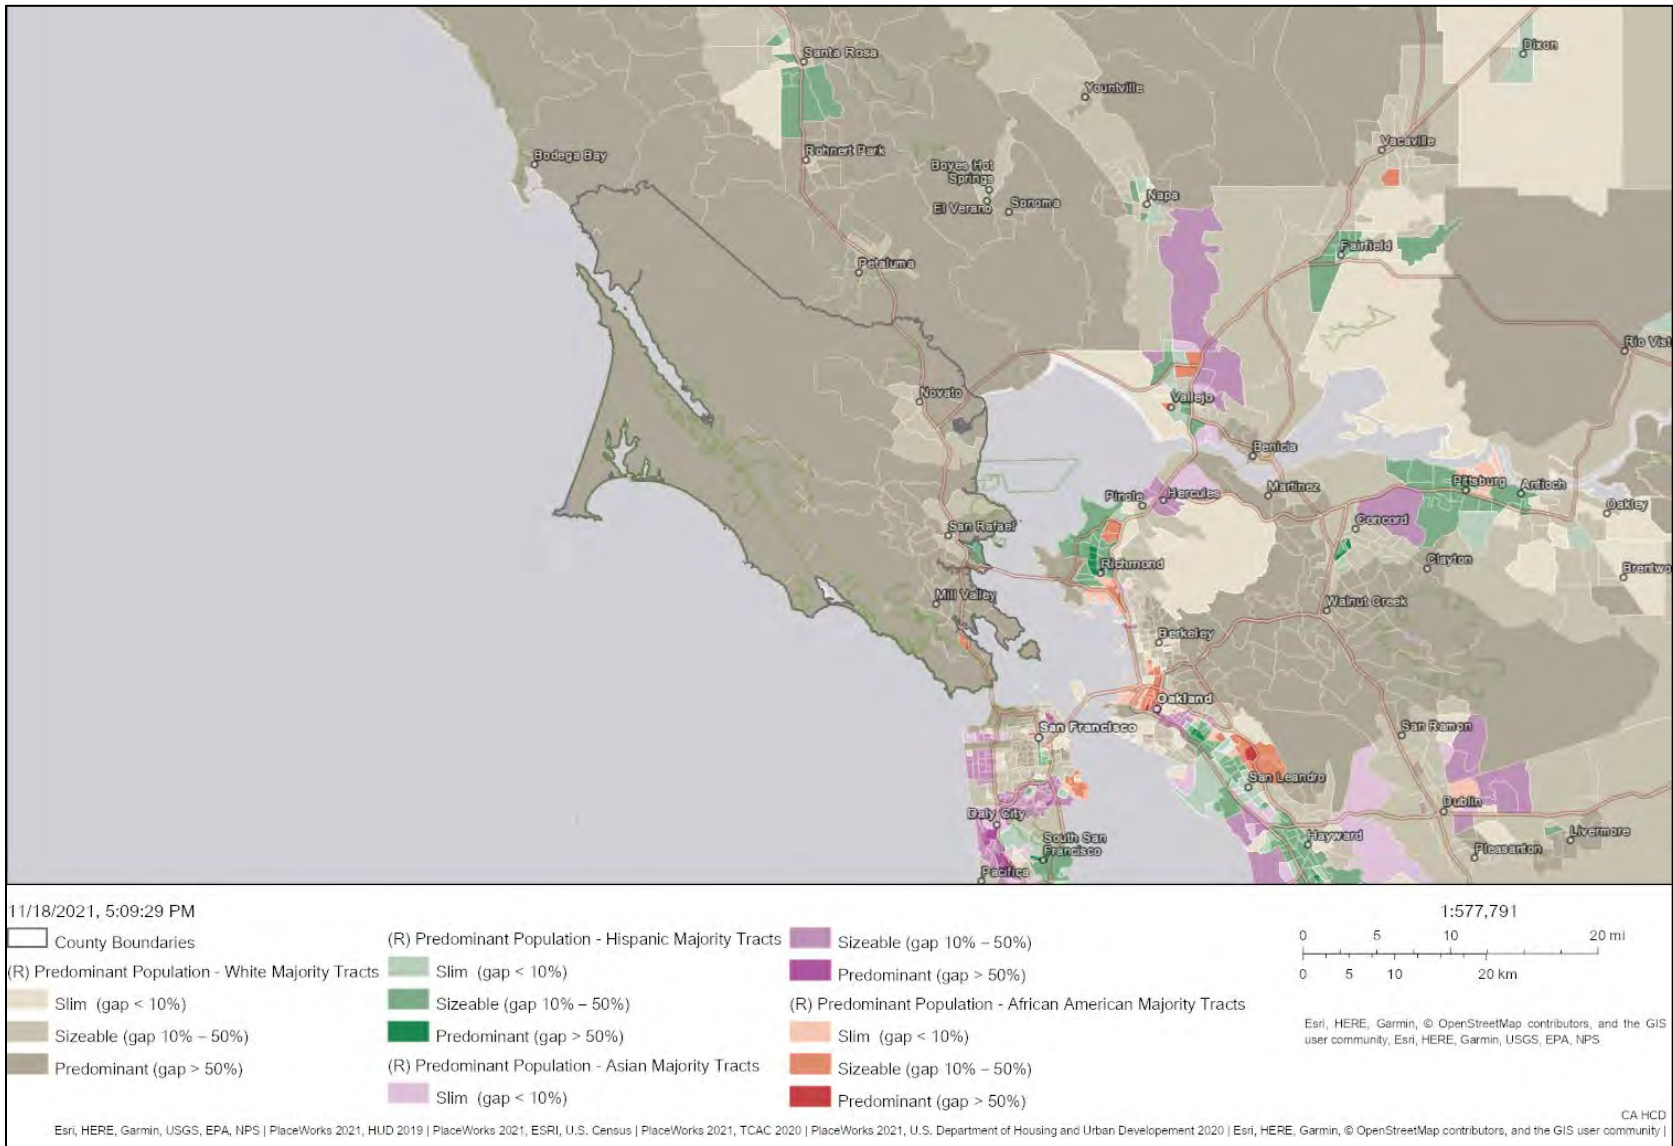 Santa Rosa
Dixon
Yountville
Vacaville
Bodega Bay
Rohnert Park
Boyes Hot
Springs
El Verano
Sonoma
Napa
Fairfield
Petaluma
Rio Vist
Novato
Vallejo
Benicia
Pinole
Hercules
Martinez
Pittsburg
Antioch
Oakley
San Rafael
Concord
Richmond
Clayton
Brentwo
Mill Valley
Walnut Creek
Berkeley
Oakland
San Francisco
San Ramon
San Leandro
Daly City
Dublin
South San
Francisco
Hayward
Livermore
Pleasanton
Pacifica
11/18/2021, 5:09:29 PM
County Boundaries
(R) Predominant Population - White Majority Tracts
Slim (gap < 10%)
Sizeable (gap 10% – 50%)
Predominant (gap > 50%)
(R) Predominant Population - Hispanic Majority Tracts
Slim (gap < 10%)
Sizeable (gap 10% – 50%)
Predominant (gap > 50%)
(R) Predominant Population - Asian Majority Tracts
Slim (gap < 10%)
Sizeable (gap 10% – 50%)
Predominant (gap > 50%)
(R) Predominant Population - African American Majority Tracts
Slim (gap < 10%)
Sizeable (gap 10% – 50%)
Predominant (gap > 50%)
1:577,791
0 5 10 20 mi
0 5 10 20 km
Esri, HERE, Garmin, © OpenStreetMap contributors, and the GIS
user community, Esri, HERE, Garmin, USGS, EPA, NPS
CA HCD
Esri, HERE, Garmin, USGS, EPA, NPS | PlaceWorks 2021, HUD 2019 | PlaceWorks 2021, ESRI, U.S. Census | PlaceWorks 2021, TCAC 2020 | PlaceWorks 2021, U.S. Department of Housing and Urban Developement 2020 | Esri, HERE, Garmin, © OpenStreetMap contributors, and the GIS user community |